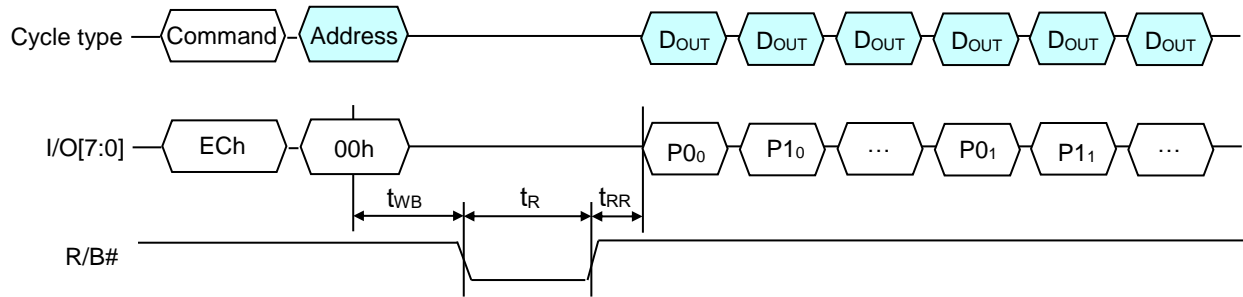 Cycle type Command Address DOUT DOUT DOUT DOUT DOUT DOUT
I/O[7:0] ECh 00h P00 P10 ... P01 P11 ...
tWB tR tRR
R/B#